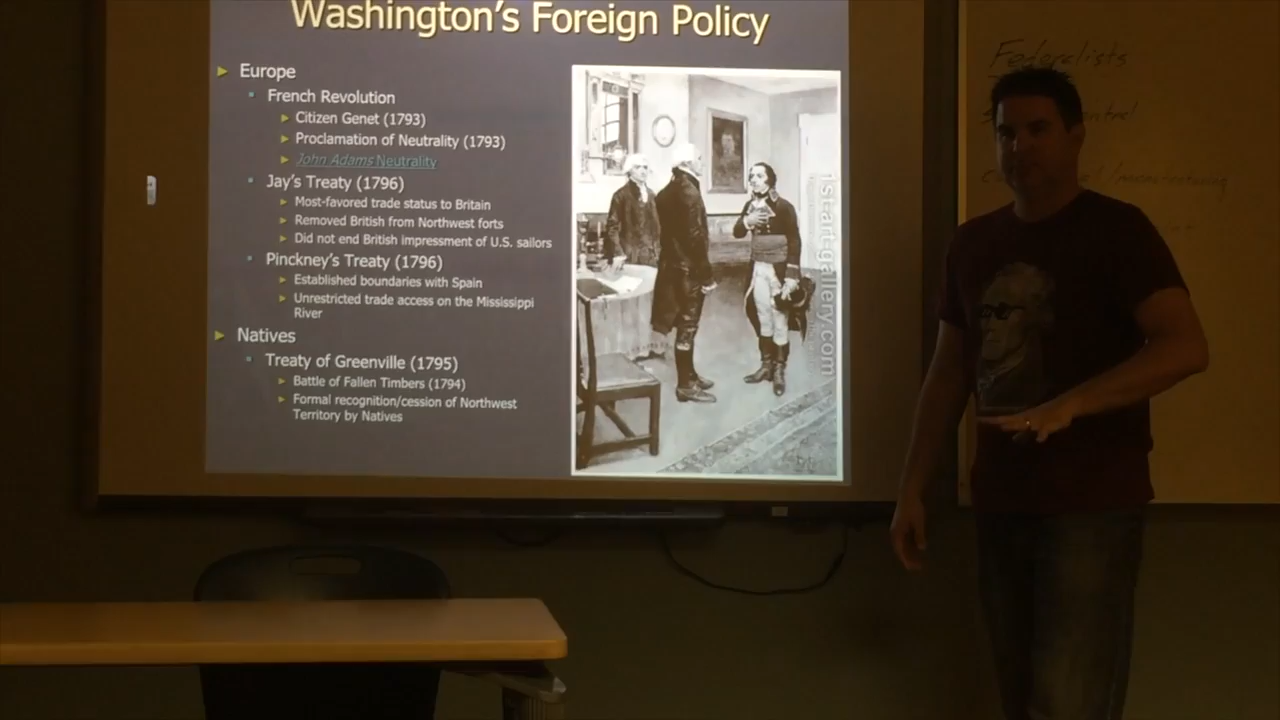 Washington's Foreign Policy
Europe
French Revolution
Citizen Genet (1793)
Proclamation of Neutrality (1793)
John Adams Neutrality
Jay's Treaty (1796)
Most-favored trade status to Britain
Removed British from Northwest forts
Did not end British impressment of U.S. sailors
Pinckney's Treaty (1796)
Established boundaries with Spain
Unrestricted trade access on the Mississippi
River
Natives
Treaty of Greenville (1795)
Battle of Fallen Timbers (1794)
Formal recognition/cession of Northwest
Territory by Natives
1st-art-gallery.com
Federalists